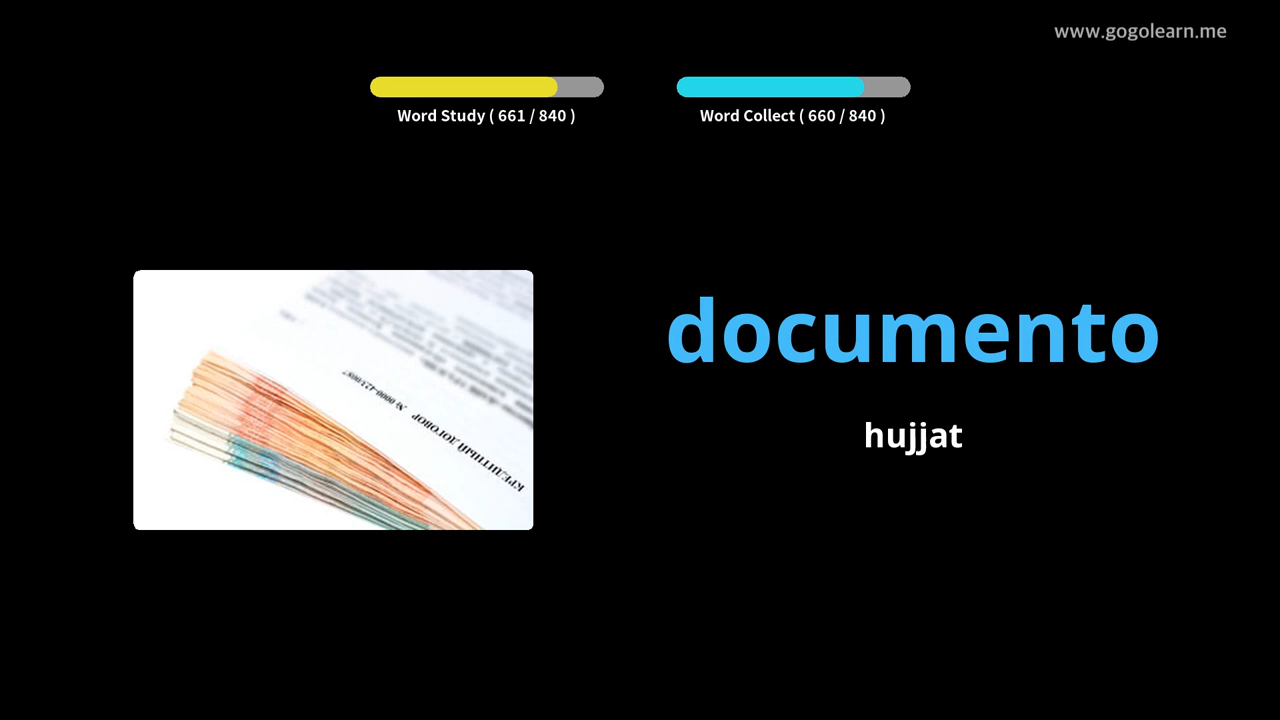 www.gogolearn.me
Word Study ( 661 / 840 )
Word Collect ( 660 / 840 )
documento
hujjat
КРЕДИТНЫЙ ДОГОВОР